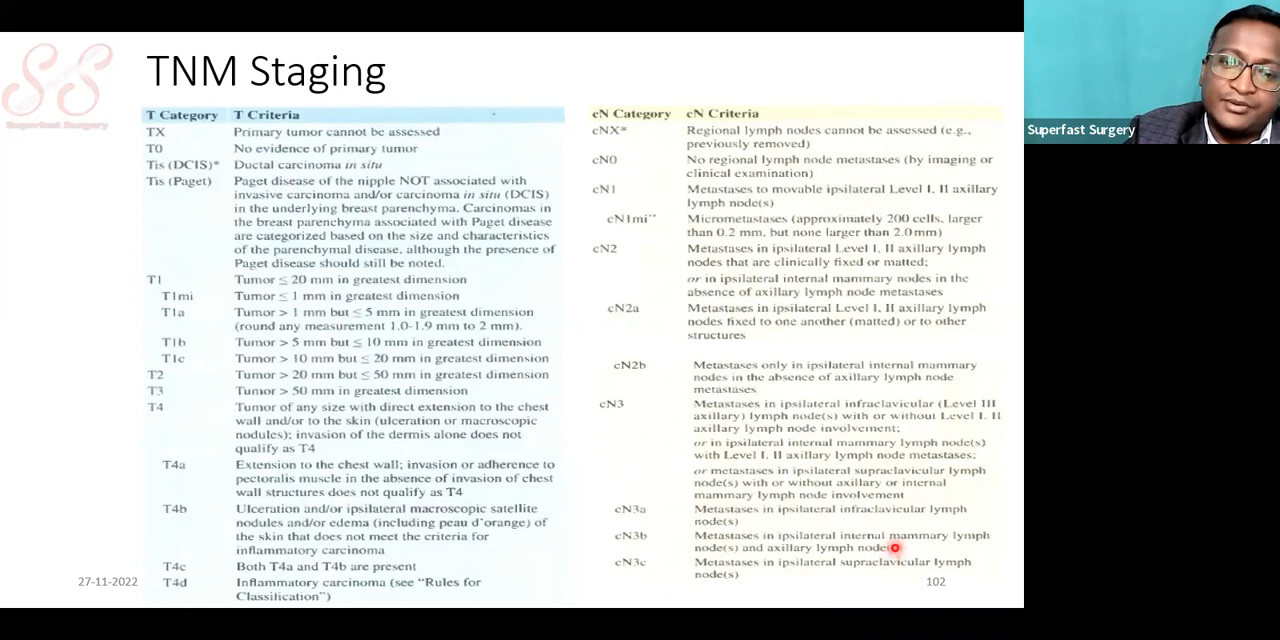 TNM Staging
Superfast Surgery
T Category T Criteria
TX Primary tumor cannot be assessed
T0 No evidence of primary tumor
Tis (DCIS)* Ductal carcinoma in situ
Tis (Paget) Paget disease of the nipple NOT associated with
invasive carcinoma and/or carcinoma in situ (DCIS)
in the underlying breast parenchyma. Carcinomas in
the breast parenchyma associated with Paget disease
are categorized based on the size and characteristics
of the parenchymal disease, although the presence of
Paget disease should still be noted.
T1 Tumor ≤ 20 mm in greatest dimension
T1mi Tumor ≤ 1 mm in greatest dimension
T1a Tumor > 1 mm but ≤ 5 mm in greatest dimension
(round any measurement 1.0-1.9 mm to 2 mm).
T1b Tumor > 5 mm but ≤ 10 mm in greatest dimension
T1c Tumor > 10 mm but ≤ 20 mm in greatest dimension
T2 Tumor > 20 mm but ≤ 50 mm in greatest dimension
T3 Tumor > 50 mm in greatest dimension
T4 Tumor of any size with direct extension to the chest
wall and/or to the skin (ulceration or macroscopic
nodules); invasion of the dermis alone does not
qualify as T4
T4a Extension to the chest wall; invasion or adherence to
pectoralis muscle in the absence of invasion of chest
wall structures does not qualify as T4
T4b Ulceration and/or ipsilateral macroscopic satellite
nodules and/or edema (including peau d'orange) of
the skin that does not meet the criteria for
inflammatory carcinoma
T4c Both T4a and T4b are present
T4d Inflammatory carcinoma (see "Rules for
Classification")
cN Category cN Criteria
cNX* Regional lymph nodes cannot be assessed (e.g.,
previously removed)
cN0 No regional lymph node metastases (by imaging or
clinical examination)
cN1 Metastases to movable ipsilateral Level I, II axillary
lymph node(s)
cN1mi** Micrometastases (approximately 200 cells, larger
than 0.2 mm, but none larger than 2.0 mm)
cN2 Metastases in ipsilateral Level I, II axillary lymph
nodes that are clinically fixed or matted;
or in ipsilateral internal mammary nodes in the
absence of axillary lymph node metastases
cN2a Metastases in ipsilateral Level I, II axillary lymph
nodes fixed to one another (matted) or to other
structures
cN2b Metastases only in ipsilateral internal mammary
nodes in the absence of axillary lymph node
metastases
cN3 Metastases in ipsilateral infraclavicular (Level III
axillary) lymph node(s) with or without Level I, II
axillary lymph node involvement;
or in ipsilateral internal mammary lymph node(s)
with Level I, II axillary lymph node metastases;
or metastases in ipsilateral supraclavicular lymph
node(s) with or without axillary or internal
mammary lymph node involvement
cN3a Metastases in ipsilateral infraclavicular lymph
node(s)
cN3b Metastases in ipsilateral internal mammary lymph
node(s) and axillary lymph node
cN3c Metastases in ipsilateral supraclavicular lymph
node(s)
27-11-2022
102
Superfast Surgery